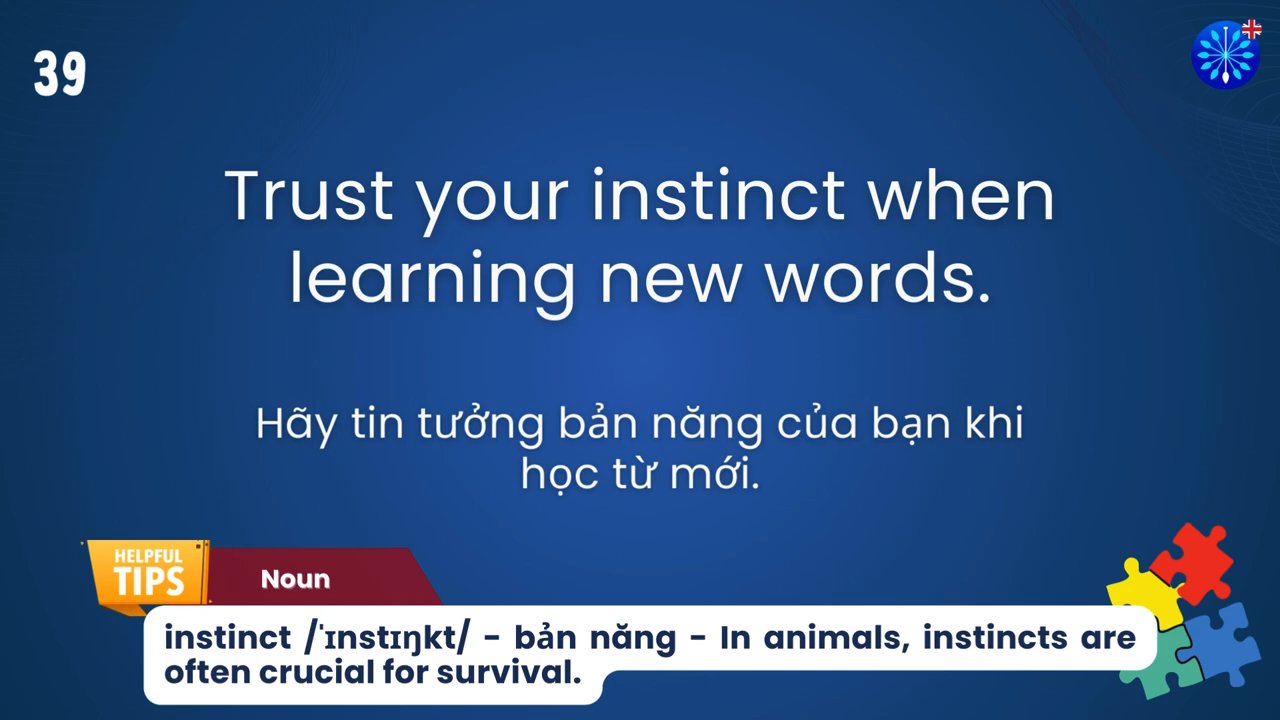 39
Trust your instinct when
learning new words.
Hãy tin tưởng bản năng của bạn khi
học từ mới.
HELPFUL
TIPS
Noun
instinct /ˈɪnstɪŋkt/ - bản năng - In animals, instincts are
often crucial for survival.